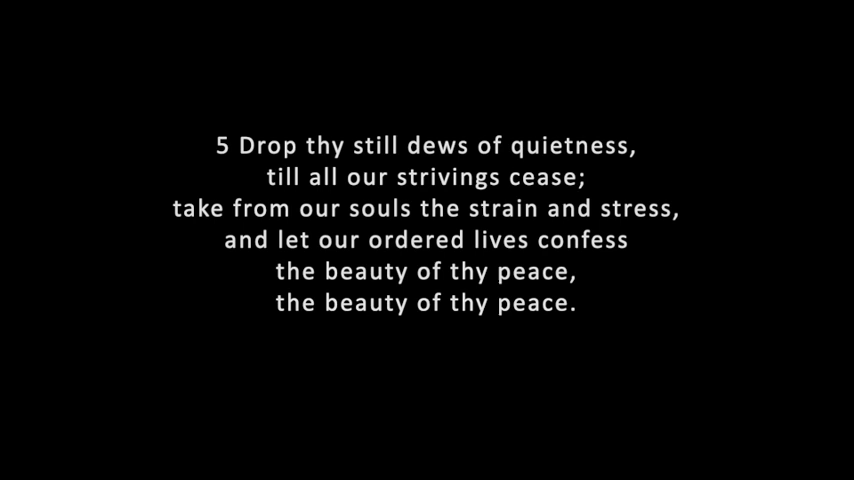 5 Drop thy still dews of quietness,
till all our strivings cease;
take from our souls the strain and stress,
and let our ordered lives confess
the beauty of thy peace,
the beauty of thy peace.